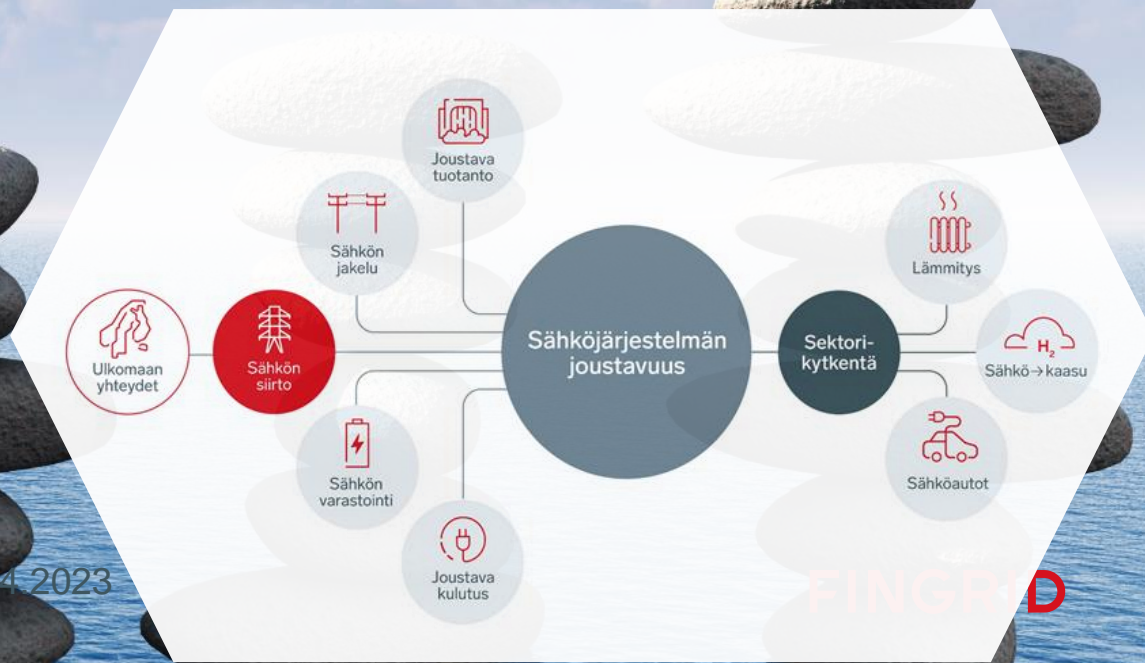 Joustava
tuotanto
Sähkön
jakelu
Ulkomaan
yhteydet
Sähkön
siirto
Sähkön
varastointi
Joustava
kulutus
Sähköjärjestelmän
joustavuus
Sektori-
kytkentä
Lämmitys
H₂
Sähkö→kaasu
Sähköautot
4.2023
FINGRID